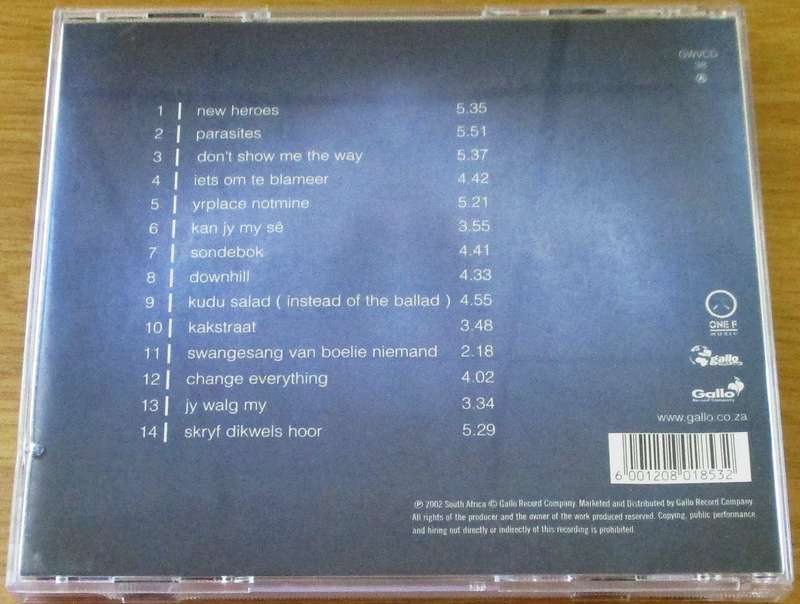 GWVCD
38
1 new heroes 5.35
2 parasites 5.51
3 don't show me the way 5.37
4 iets om te blameer 4.42
5 yrplace notmine 5.21
6 kan jy my sê 3.55
7 sondebok 4.41
8 downhill 4.33
9 kudu salad ( instead of the ballad ) 4.55
10 kakstraat 3.48
11 swangesang van boelie niemand 2.18
12 change everything 4.02
13 jy walg my 3.34
14 skryf dikwels hoor 5.29
ONE F
MUSIC
gallo
Gallo
Record Company
www.gallo.co.za
6 001208 018532
℗ 2002 South Africa © Gallo Record Company. Marketed and Distributed by Gallo Record Company.
All rights of the producer and the owner of the work produced reserved. Copying, public performance
and hiring out directly or indirectly of this recording is prohibited.